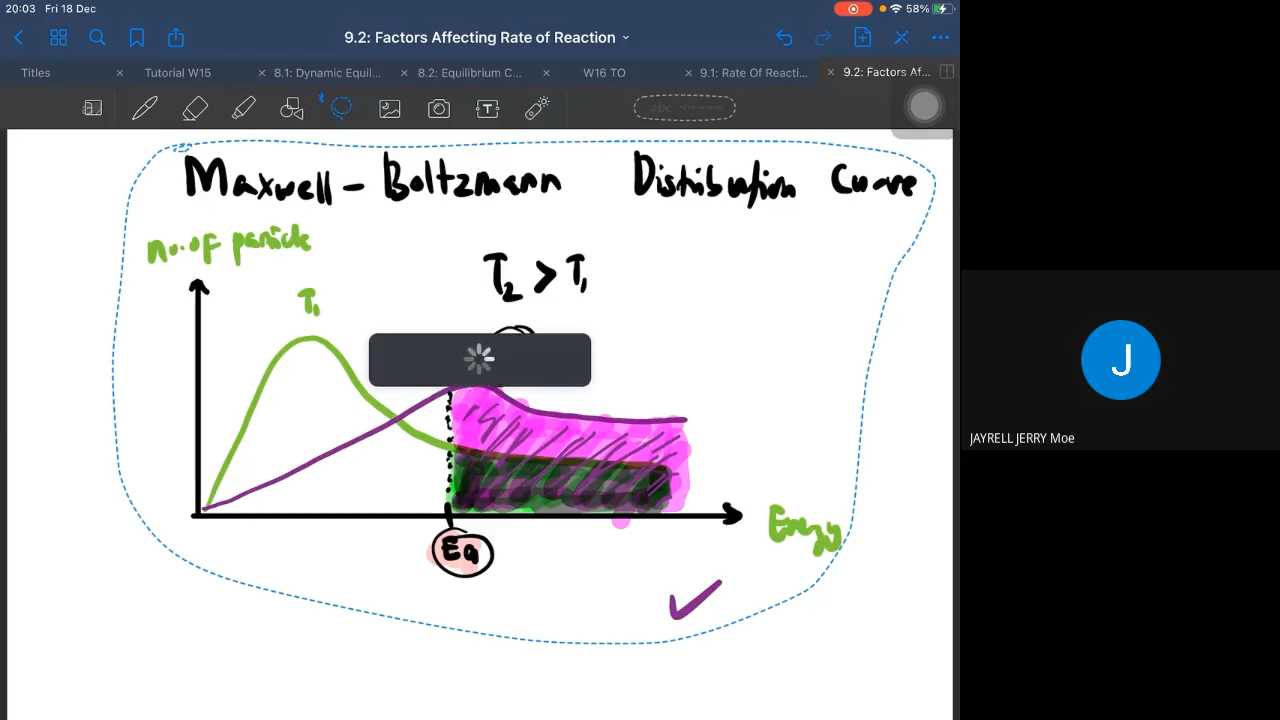 20:03 Fri 18 Dec
58%
9.2: Factors Affecting Rate of Reaction
Titles
Tutorial W15
8.1: Dynamic Equil...
8.2: Equilibrium C...
W16 TO
9.1: Rate Of Reacti...
9.2: Factors Af...
T
abc
Maxwell - Boltzmann Distribution Curve
no. of particle
T2 > T1
T1
Energy
Ea
J
JAYRELL JERRY Moe